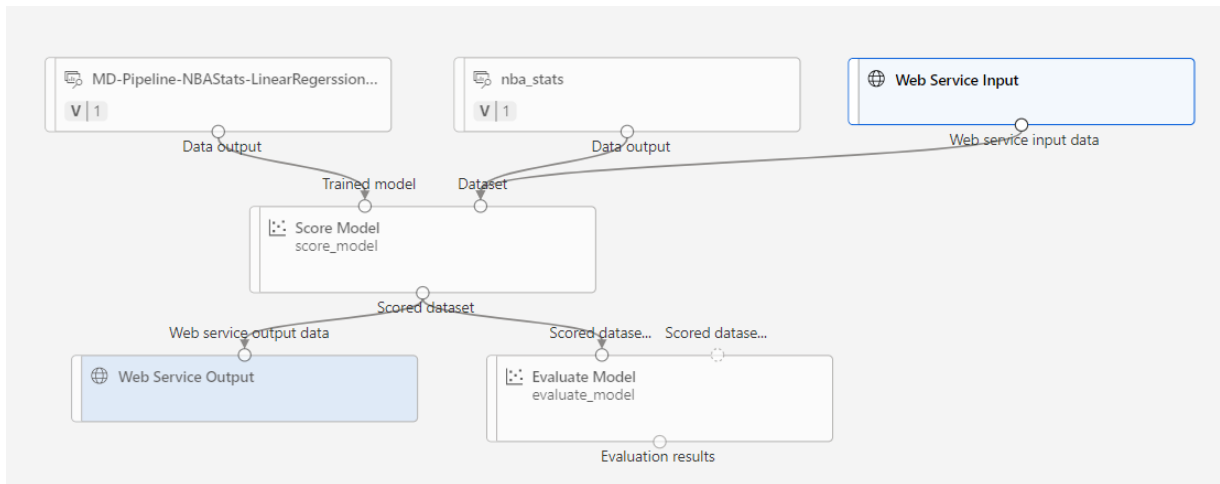 MD-Pipeline-NBAStats-LinearRegerssion...
V | 1
nba_stats
V | 1
Web Service Input
Data output
Data output
Web service input data
Trained model
Dataset
Score Model
score_model
Scored dataset
Web service output data
Scored datase...
Scored datase...
Web Service Output
Evaluate Model
evaluate_model
Evaluation results